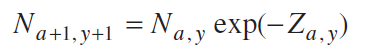 N_{a+1,y+1} = N_{a,y} exp(−Z_{a,y})